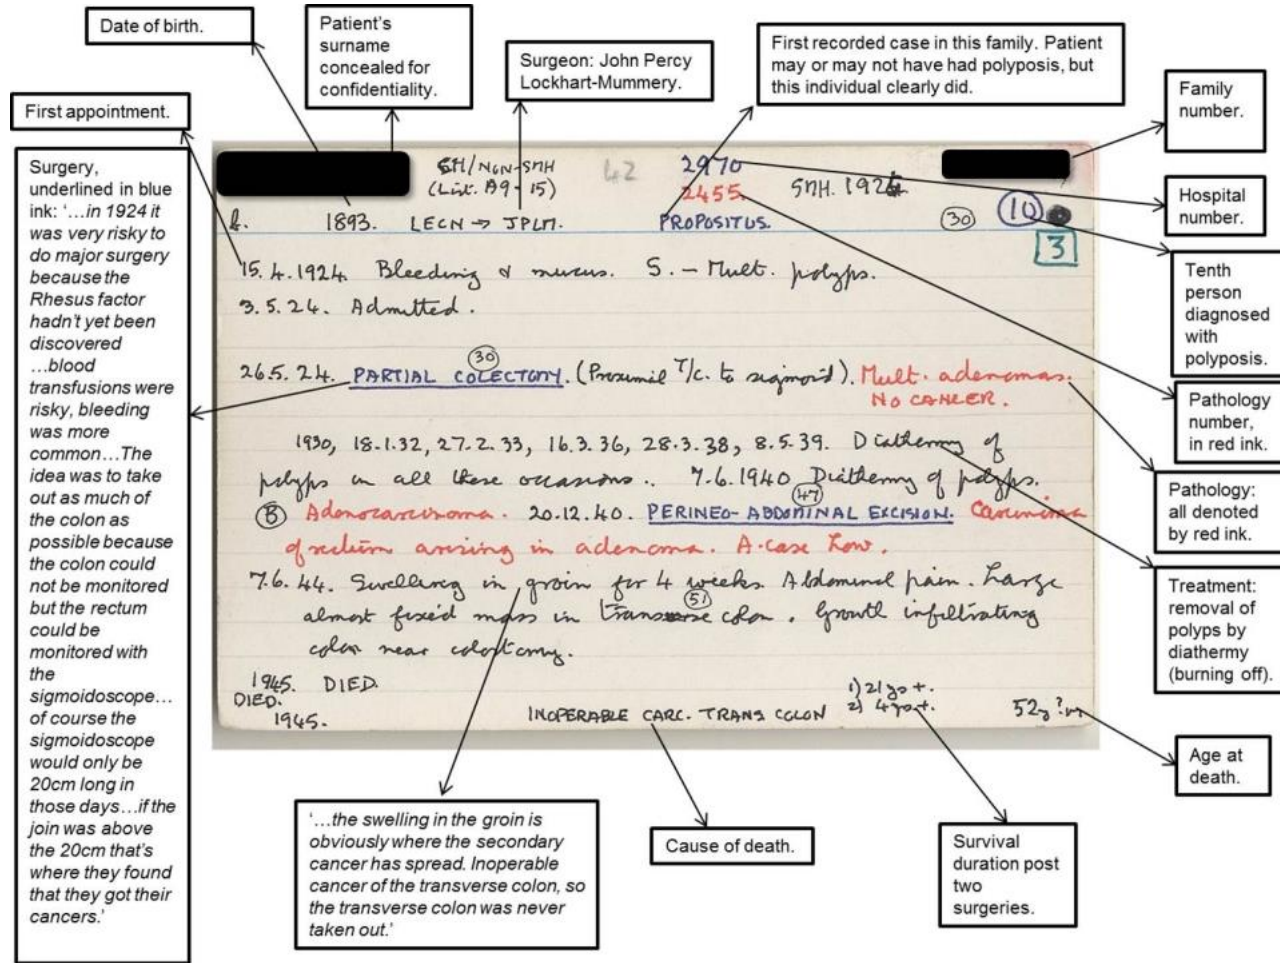 Date of birth.
Patient’s
surname
concealed for
confidentiality.
Surgeon: John Percy
Lockhart-Mummery.
First recorded case in this family. Patient
may or may not have had polyposis, but
this individual clearly did.
Family
number.
First appointment.
Surgery,
underlined in blue
ink: ‘…in 1924 it
was very risky to
do major surgery
because the
Rhesus factor
hadn’t yet been
discovered
…blood
transfusions were
risky, bleeding
was more
common…The
idea was to take
out as much of
the colon as
possible because
the colon could
not be monitored
but the rectum
could be
monitored with
the
sigmoidoscope…
of course the
sigmoidoscope
would only be
20cm long in
those days…if the
join was above
the 20cm that’s
where they found
that they got their
cancers.’
SH/NON-SMH 42 2970
(List. 159-15) 2455. SMH. 1924
b. 1893. LECN → JPLM. PROPOSITUS. 30 10
3
15.4.1924. Bleeding & mucus. S. – Mult. polyps.
3.5.24. Admitted.
30
26.5.24. PARTIAL COLECTOMY. (Proximal T/C. to sigmoid). Mult. adenomas.
NO CANCER.
1930, 18.1.32, 27.2.33, 16.3.36, 28.3.38, 8.5.39. Diathermy of
polyps on all these occasions. 7.6.1940 Diathermy of polyps.
47
B Adenocarcinoma. 20.12.40. PERINEO-ABDOMINAL EXCISION. Carcinoma
of rectum arising in adenoma. A.case Low.
7.6.44. Swelling in groin for 4 weeks. Abdominal pain. Large
51
almost fixed mass in transverse colon. Growth infiltrating
colon near colostomy.
1945. DIED.
DIED.
1945. INOPERABLE CARC. TRANS COLON 1) 21 yrs +.
2) 4 yrs +. 52y ?
Hospital
number.
Tenth
person
diagnosed
with
polyposis.
Pathology
number,
in red ink.
Pathology:
all denoted
by red ink.
Treatment:
removal of
polyps by
diathermy
(burning off).
Age at
death.
‘…the swelling in the groin is
obviously where the secondary
cancer has spread. Inoperable
cancer of the transverse colon, so
the transverse colon was never
taken out.’
Cause of death.
Survival
duration post
two
surgeries.